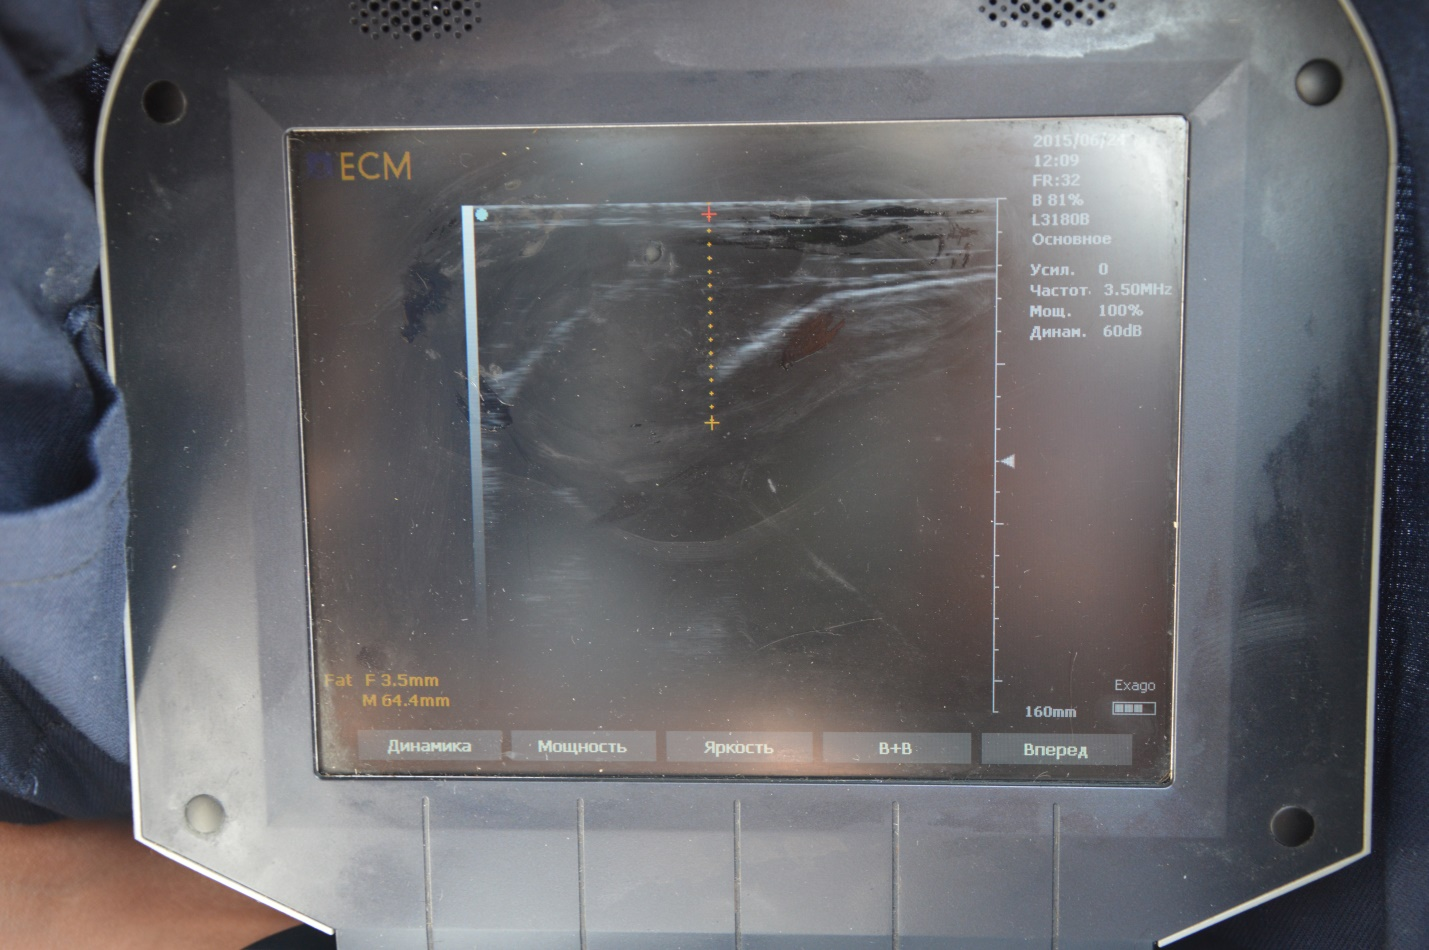 ECM
2015/06/24
12:09
FR:32
B 81%
L3180B
Основное
Усил. 0
Частот. 3.50MHz
Мощ. 100%
Динам. 60dB
Fat F 3.5mm
M 64.4mm
Exago
160mm
Динамика
Мощность
Яркость
B+B
Вперед